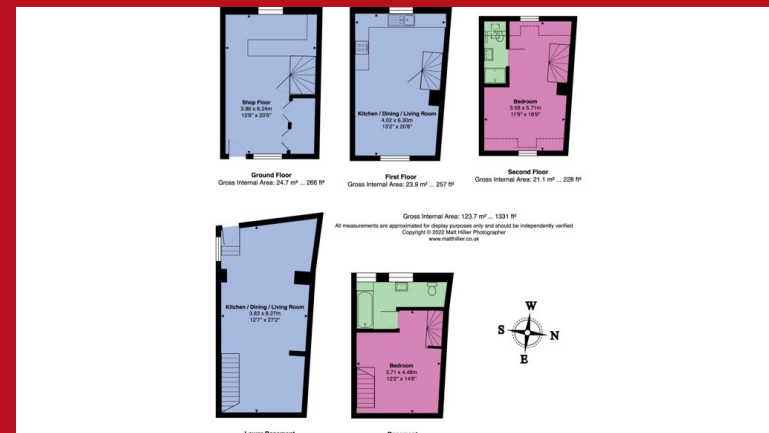 Shop Floor
3.86 x 6.24m
12'8" x 20'6"
Kitchen / Dining / Living Room
4.02 x 6.30m
13'2" x 20'8"
Bedroom
3.58 x 5.71m
11'9" x 18'9"
Ground Floor
Gross Internal Area: 24.7 m² ... 266 ft²
First Floor
Gross Internal Area: 23.9 m² ... 257 ft²
Second Floor
Gross Internal Area: 21.1 m² ... 228 ft²
Gross Internal Area: 123.7 m² ... 1331 ft²
All measurements are approximated for display purposes only and should be independently verified
Copyright © 2022 Matt Hillier Photographer
www.matthillier.co.uk
Kitchen / Dining / Living Room
3.83 x 8.27m
12'7" x 27'2"
Bedroom
3.71 x 4.48m
12'2" x 14'8"
W
S
N
E
Lower Basement
Basement